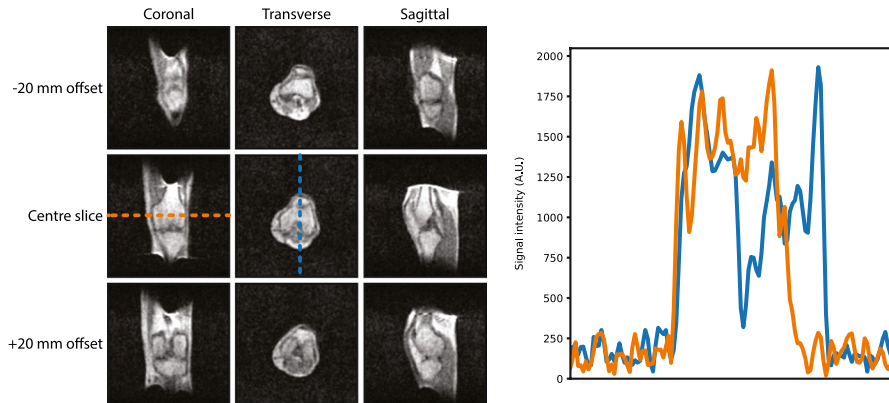 Coronal Transverse Sagittal
-20 mm offset
Centre slice
+20 mm offset
Signal intensity (A.U.)
2000
1750
1500
1250
1000
750
500
250
0